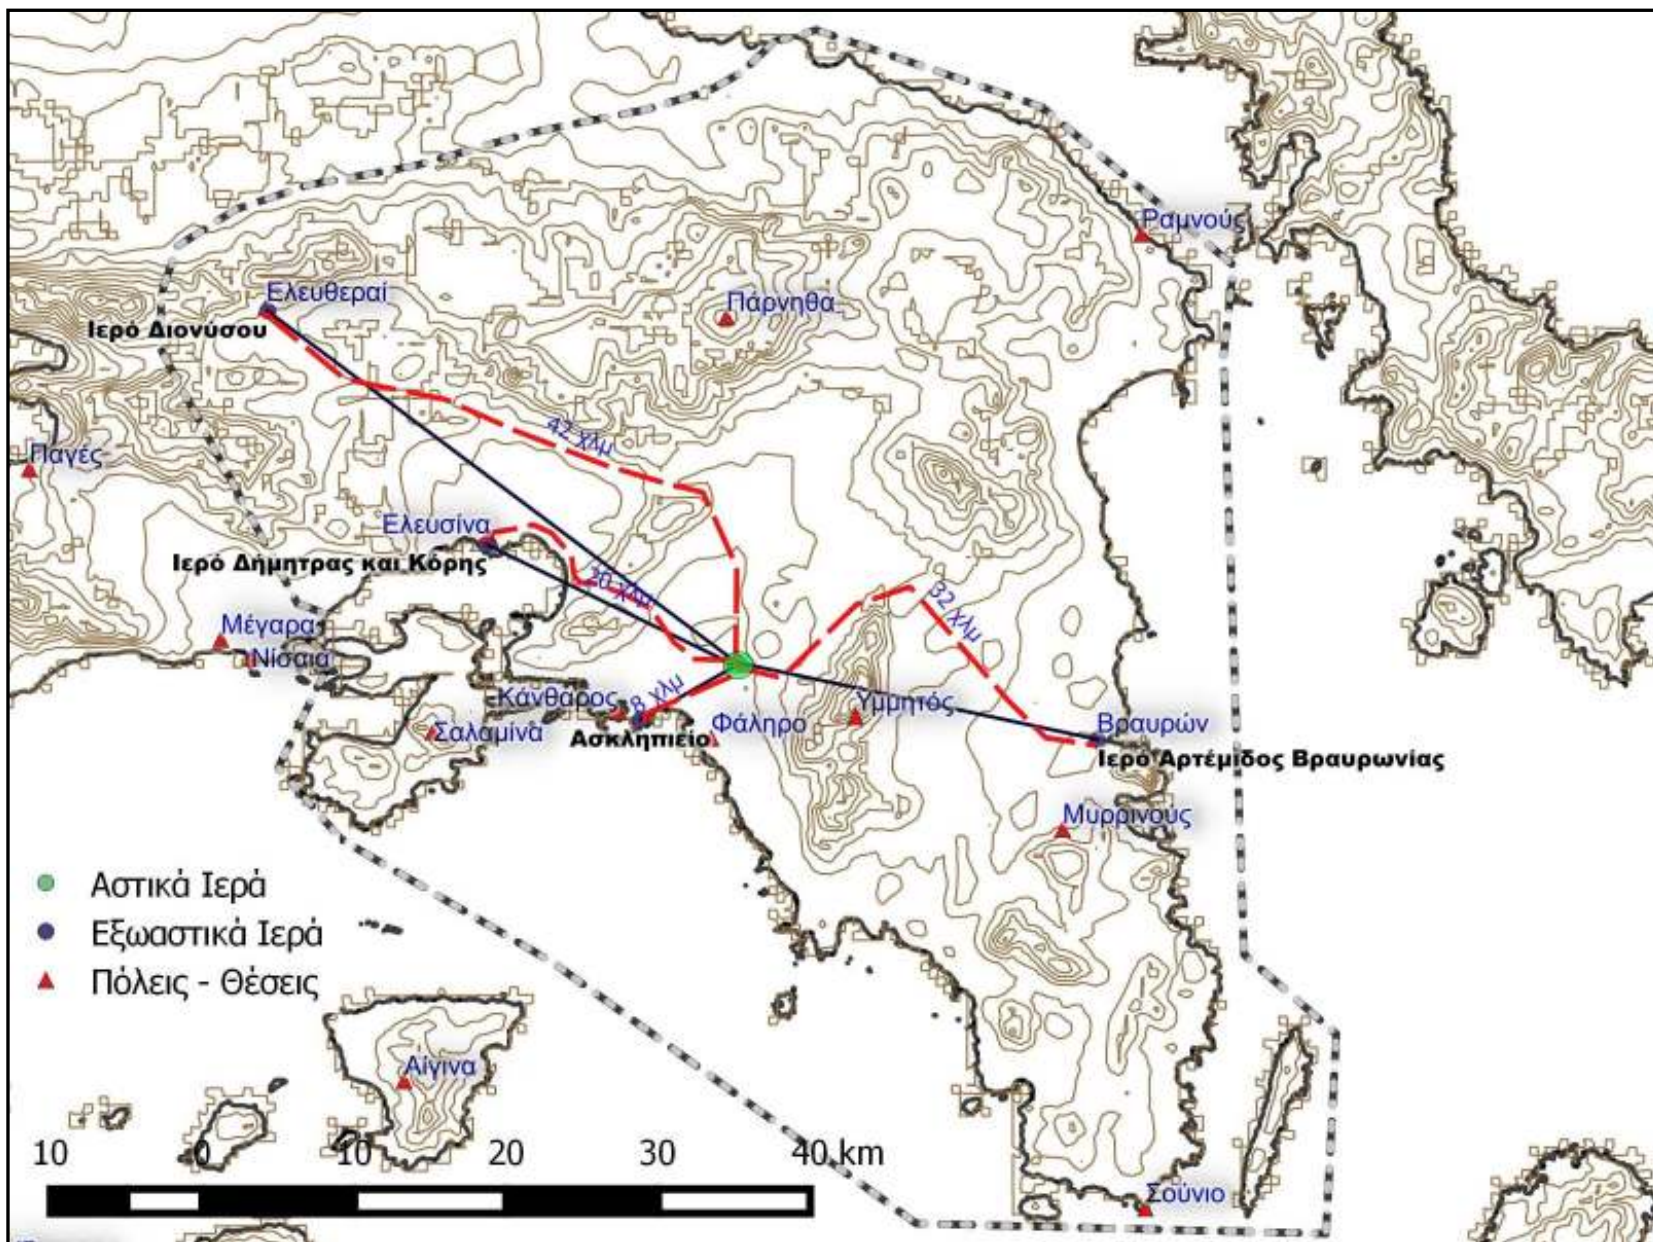 Ραμνούς
Ελευθεραί
Πάρνηθα
Ιερό Διονύσου
42 χλμ
Παγές
Ελευσίνα
Ιερό Δήμητρας και Κόρης
20 χλμ
32 χλμ
Μέγαρα
Νίσαια
Κάνθαρος
8 χλμ
Υμμητός
Σαλαμίνα
Φάληρο
Βραυρών
Ασκληπιείο
Ιερό Αρτέμιδος Βραυρωνίας
Μυρρινούς
Αστικά Ιερά
Εξωαστικά Ιερά
Πόλεις - Θέσεις
Αίγινα
10 0 10 20 30 40 km
Σούνιο